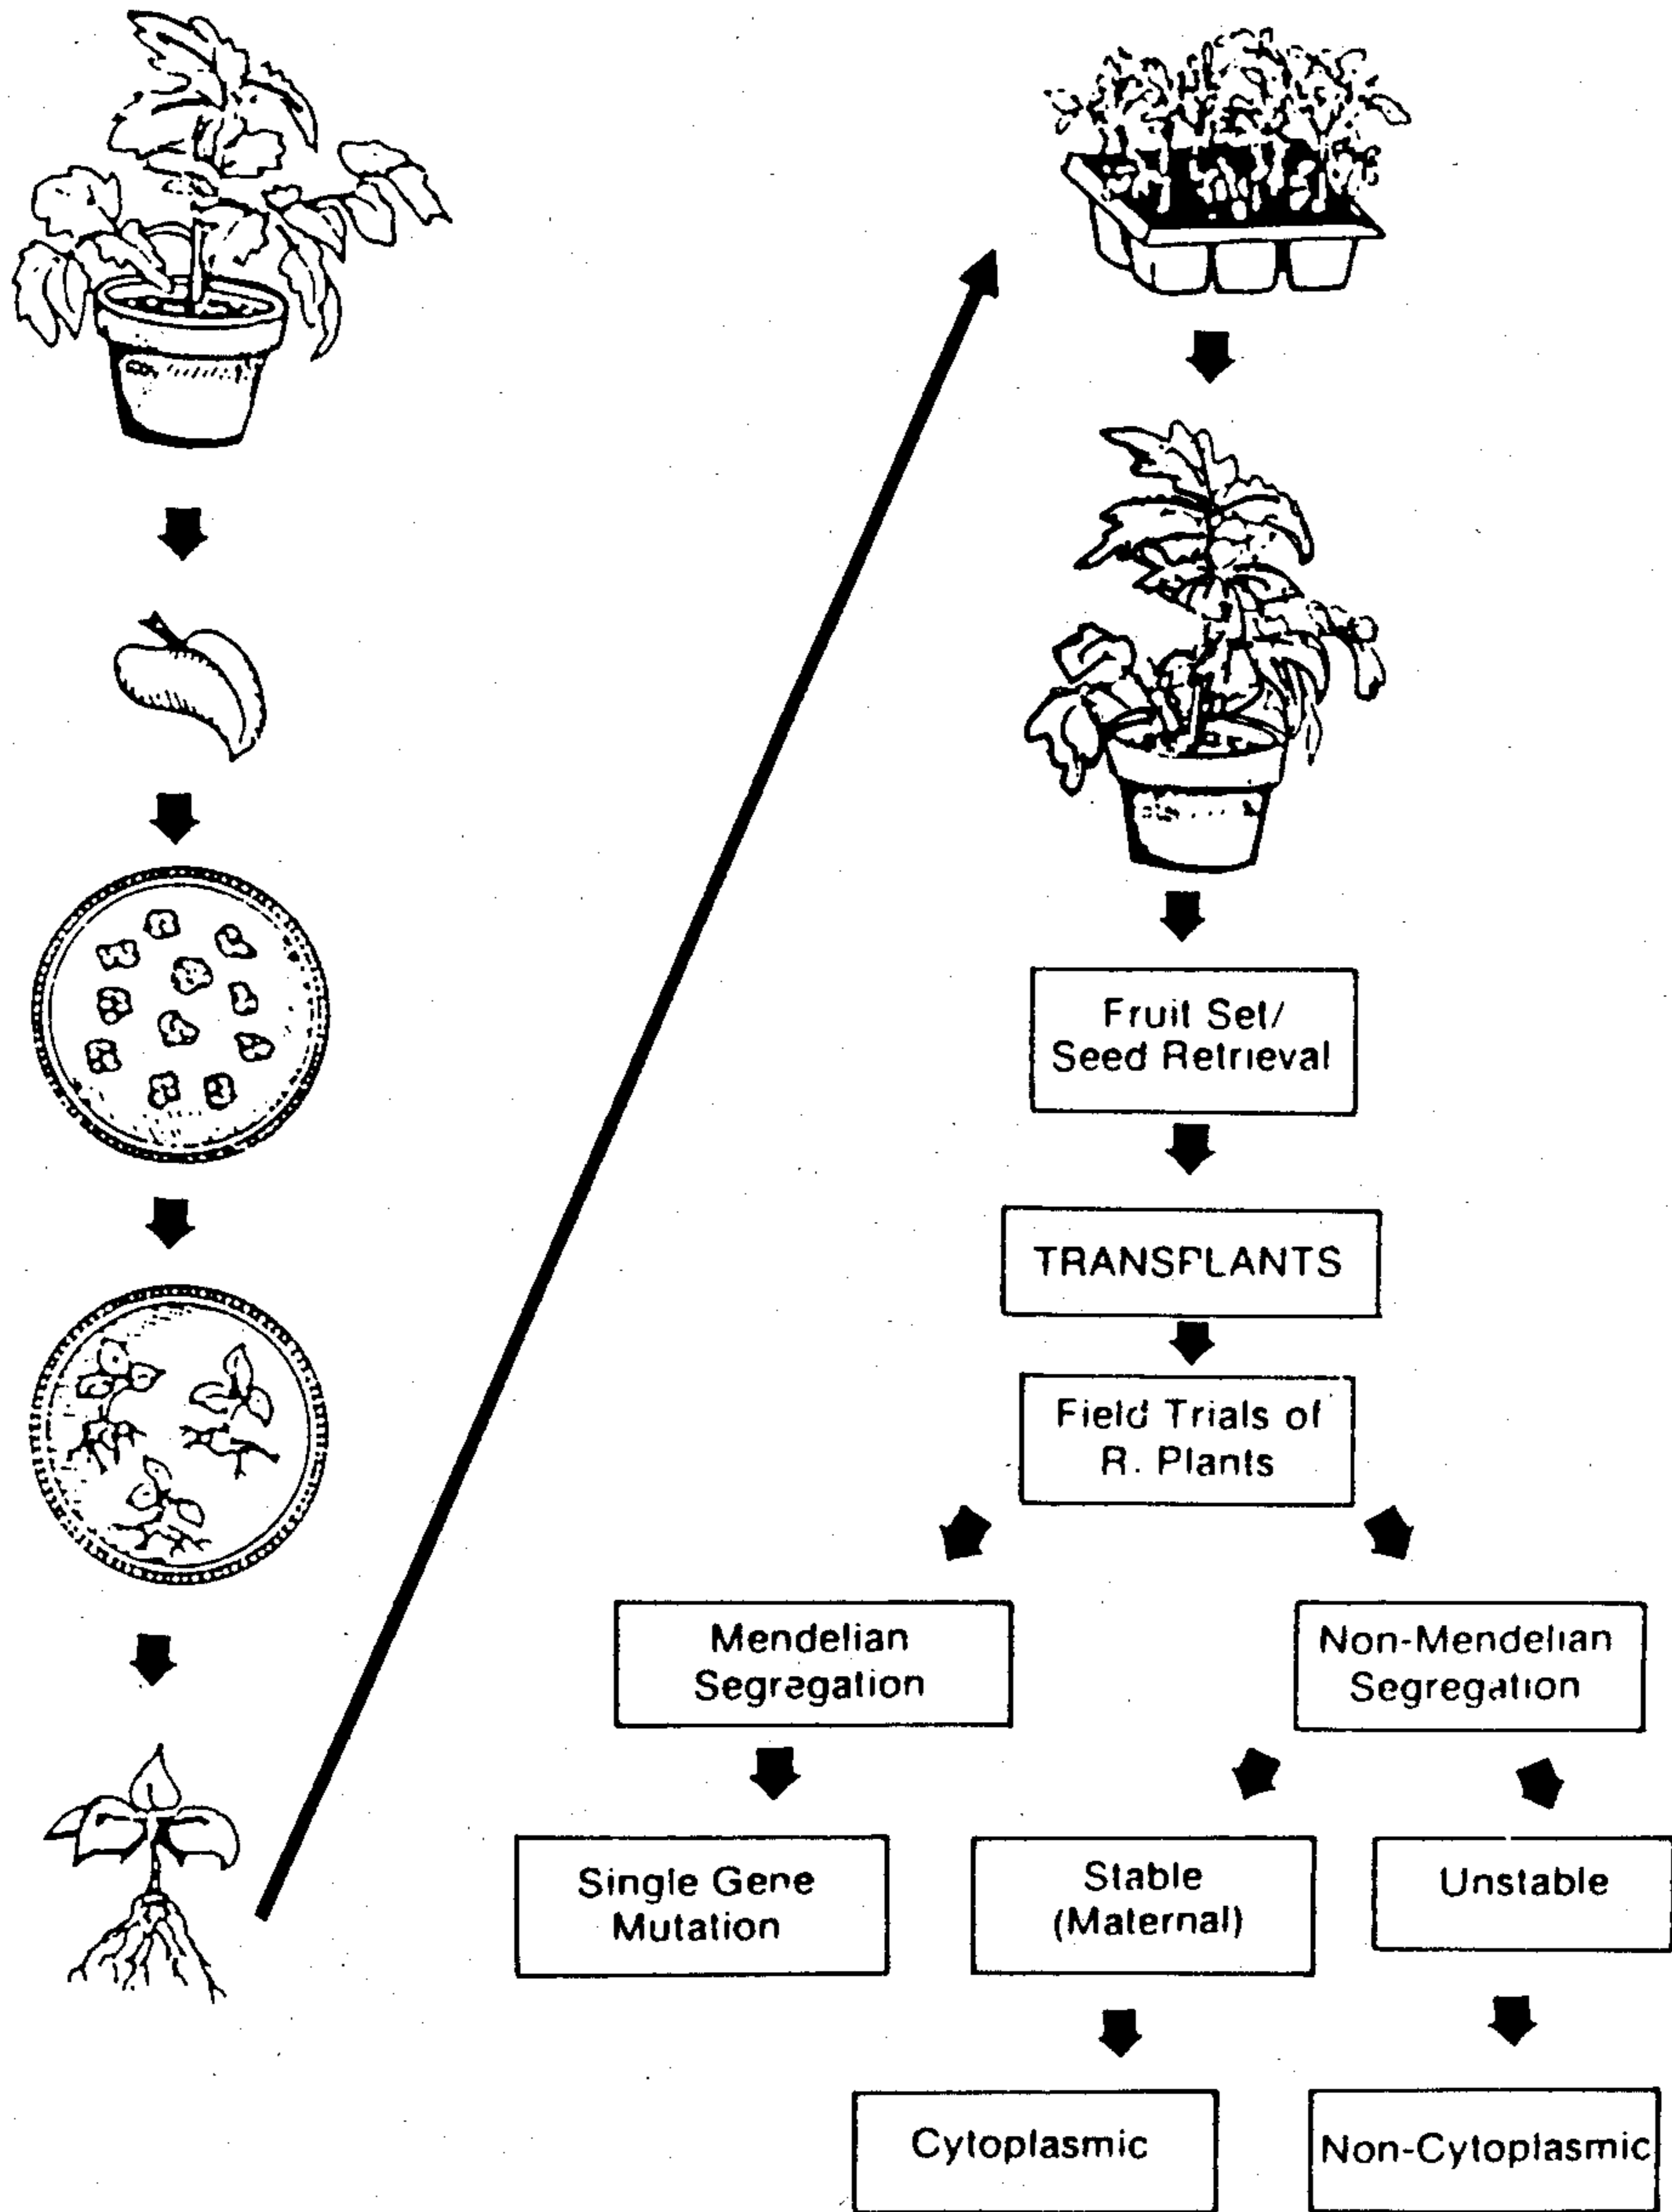 Fruit Set/
Seed Retrieval
TRANSPLANTS
Field Trials of
R. Plants
Mendelian
Segregation
Non-Mendelian
Segregation
Single Gene
Mutation
Stable
(Maternal)
Unstable
Cytoplasmic
Non-Cytoplasmic